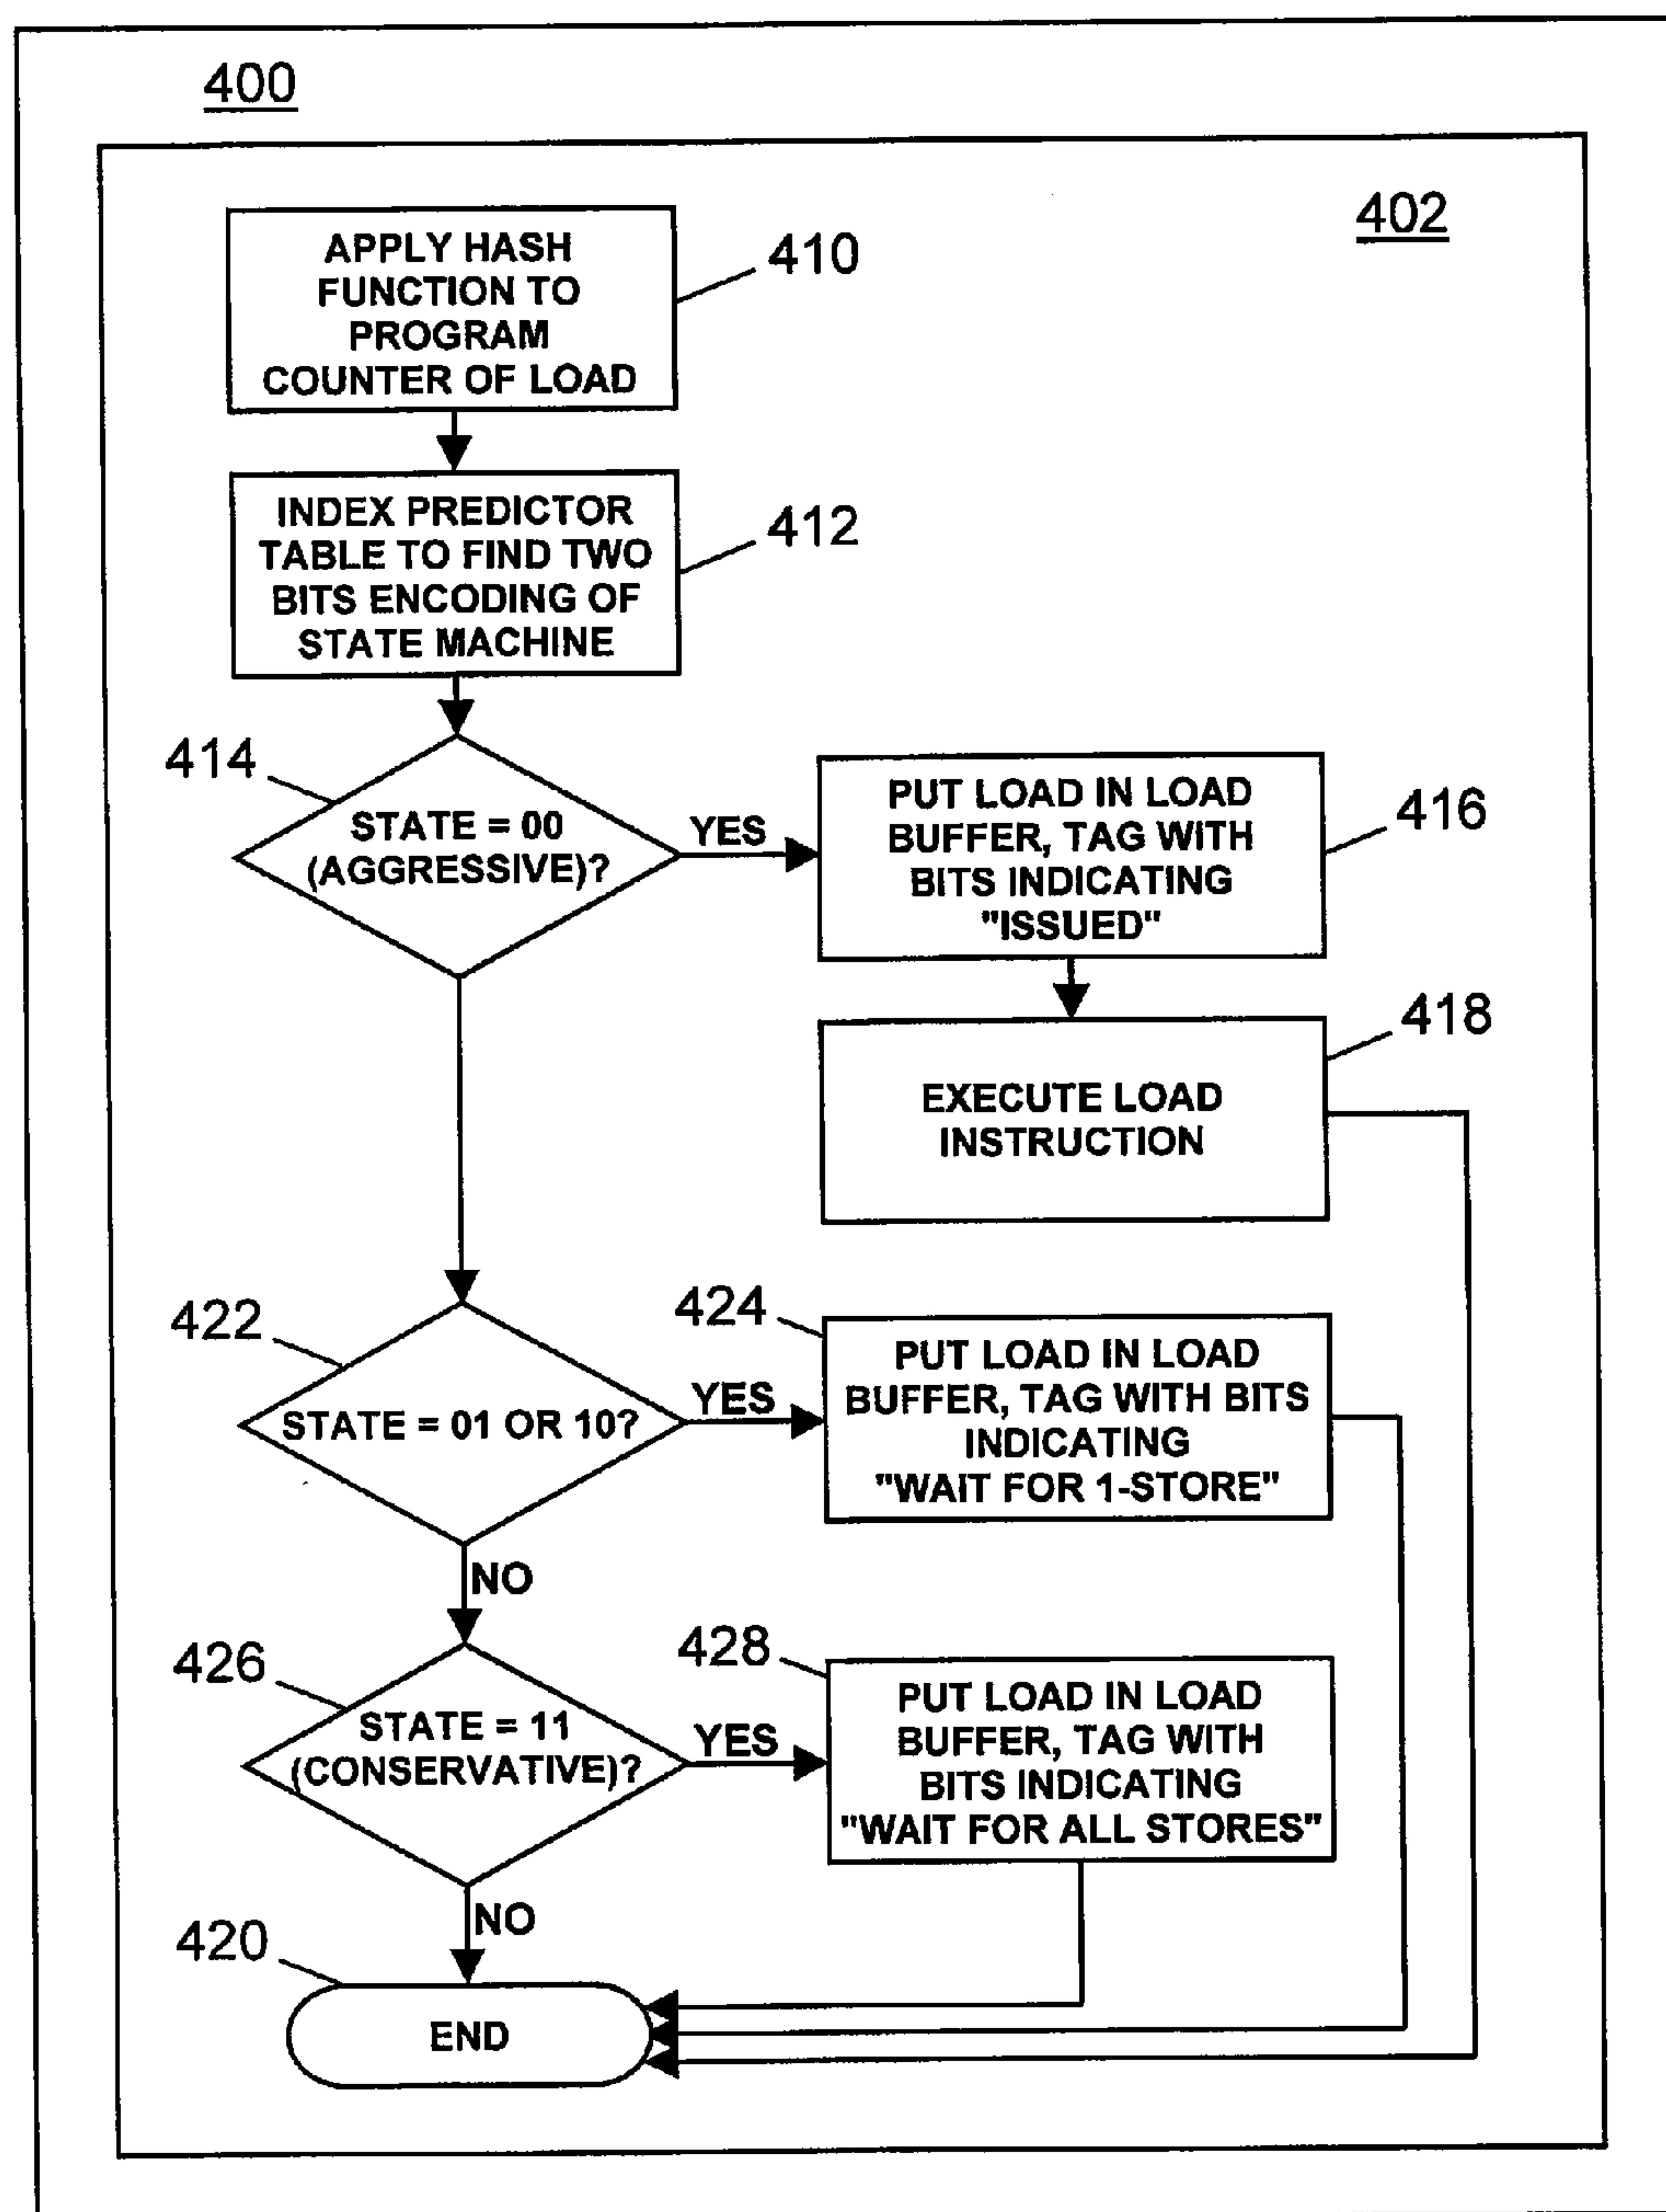 400
402
APPLY HASH
FUNCTION TO
PROGRAM
COUNTER OF LOAD
410
INDEX PREDICTOR
TABLE TO FIND TWO
BITS ENCODING OF
STATE MACHINE
412
414
STATE = 00
(AGGRESSIVE)?
YES
PUT LOAD IN LOAD
BUFFER, TAG WITH
BITS INDICATING
"ISSUED"
416
EXECUTE LOAD
INSTRUCTION
418
422
STATE = 01 OR 10?
YES
424
PUT LOAD IN LOAD
BUFFER, TAG WITH BITS
INDICATING
"WAIT FOR 1-STORE"
NO
426
STATE = 11
(CONSERVATIVE)?
YES
428
PUT LOAD IN LOAD
BUFFER, TAG WITH
BITS INDICATING
"WAIT FOR ALL STORES"
NO
420
END